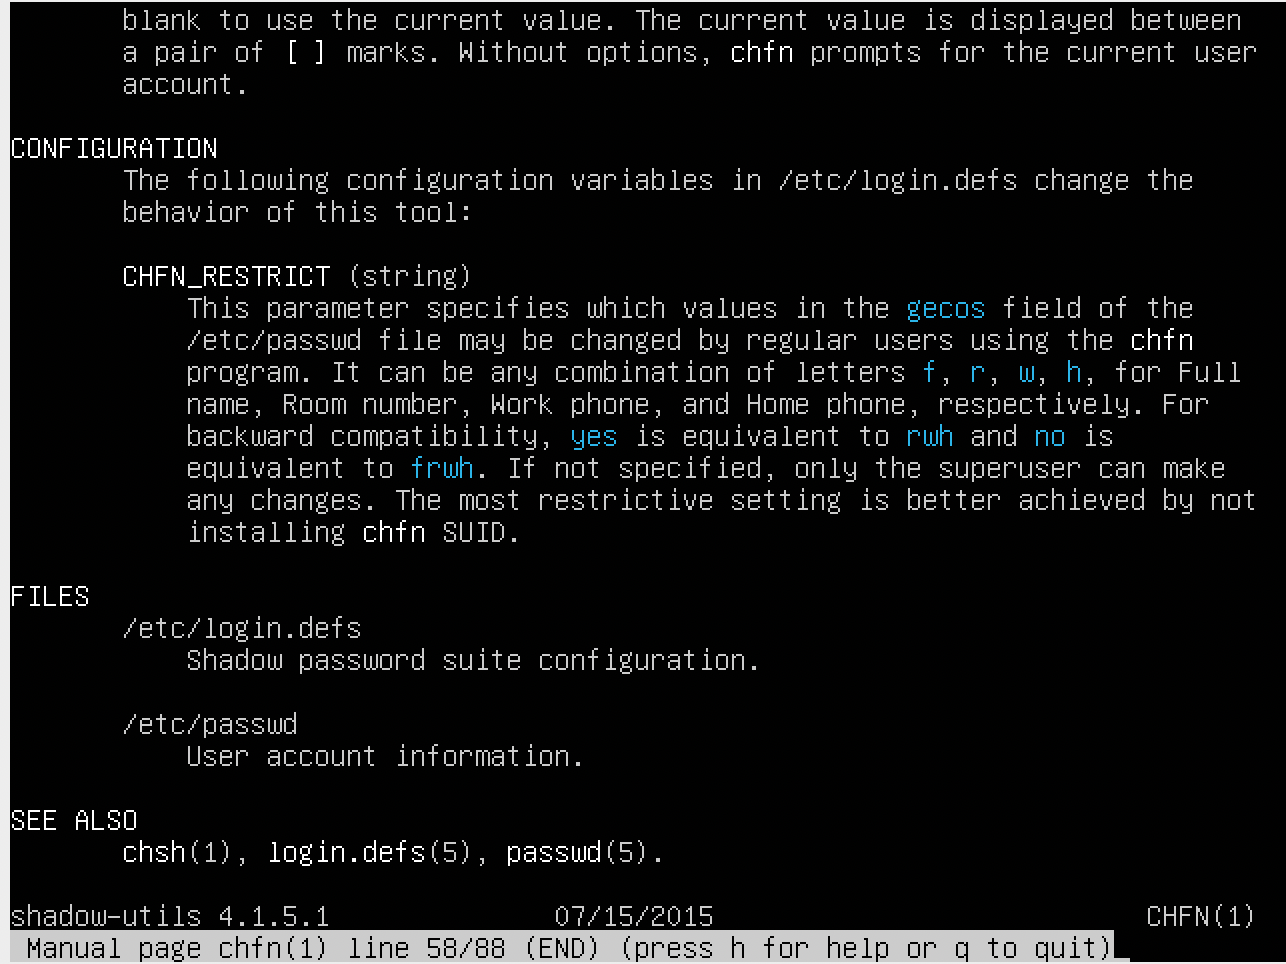 blank to use the current value. The current value is displayed between
a pair of [ ] marks. Without options, chfn prompts for the current user
account.
CONFIGURATION
The following configuration variables in /etc/login.defs change the
behavior of this tool:
CHFN_RESTRICT (string)
This parameter specifies which values in the gecos field of the
/etc/passwd file may be changed by regular users using the chfn
program. It can be any combination of letters f, r, w, h, for Full
name, Room number, Work phone, and Home phone, respectively. For
backward compatibility, yes is equivalent to rwh and no is
equivalent to frwh. If not specified, only the superuser can make
any changes. The most restrictive setting is better achieved by not
installing chfn SUID.
FILES
/etc/login.defs
Shadow password suite configuration.
/etc/passwd
User account information.
SEE ALSO
chsh(1), login.defs(5), passwd(5).
shadow-utils 4.1.5.1 07/15/2015 CHFN(1)
Manual page chfn(1) line 58/88 (END) (press h for help or q to quit)